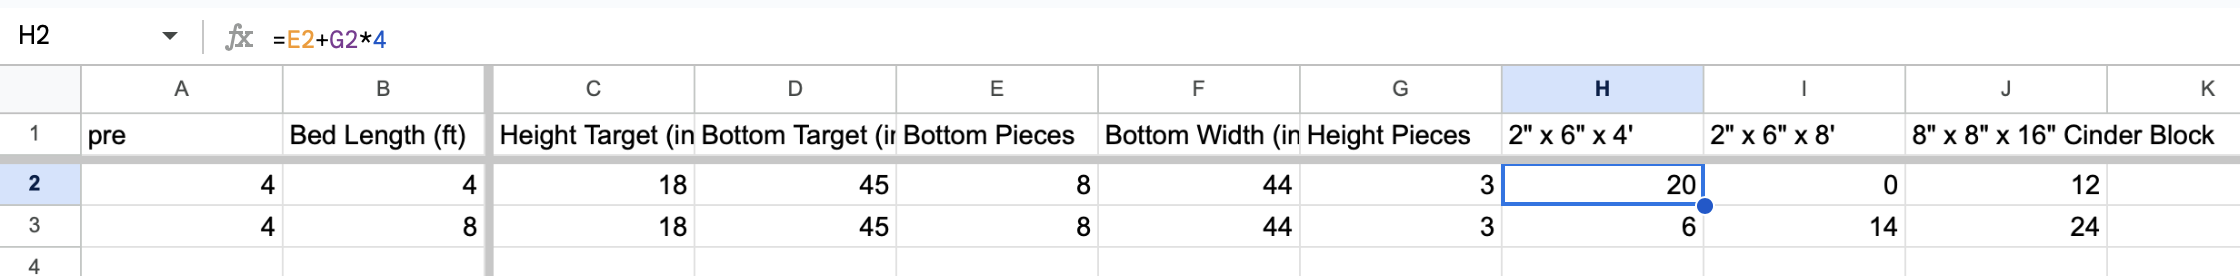 H2 fx =E2+G2*4
A B C D E F G H I J K
1 pre Bed Length (ft) Height Target (in Bottom Target (ir Bottom Pieces Bottom Width (in Height Pieces 2" x 6" x 4' 2" x 6" x 8' 8" x 8" x 16" Cinder Block
2 4 4 18 45 8 44 3 20 0 12
3 4 8 18 45 8 44 3 6 14 24
4